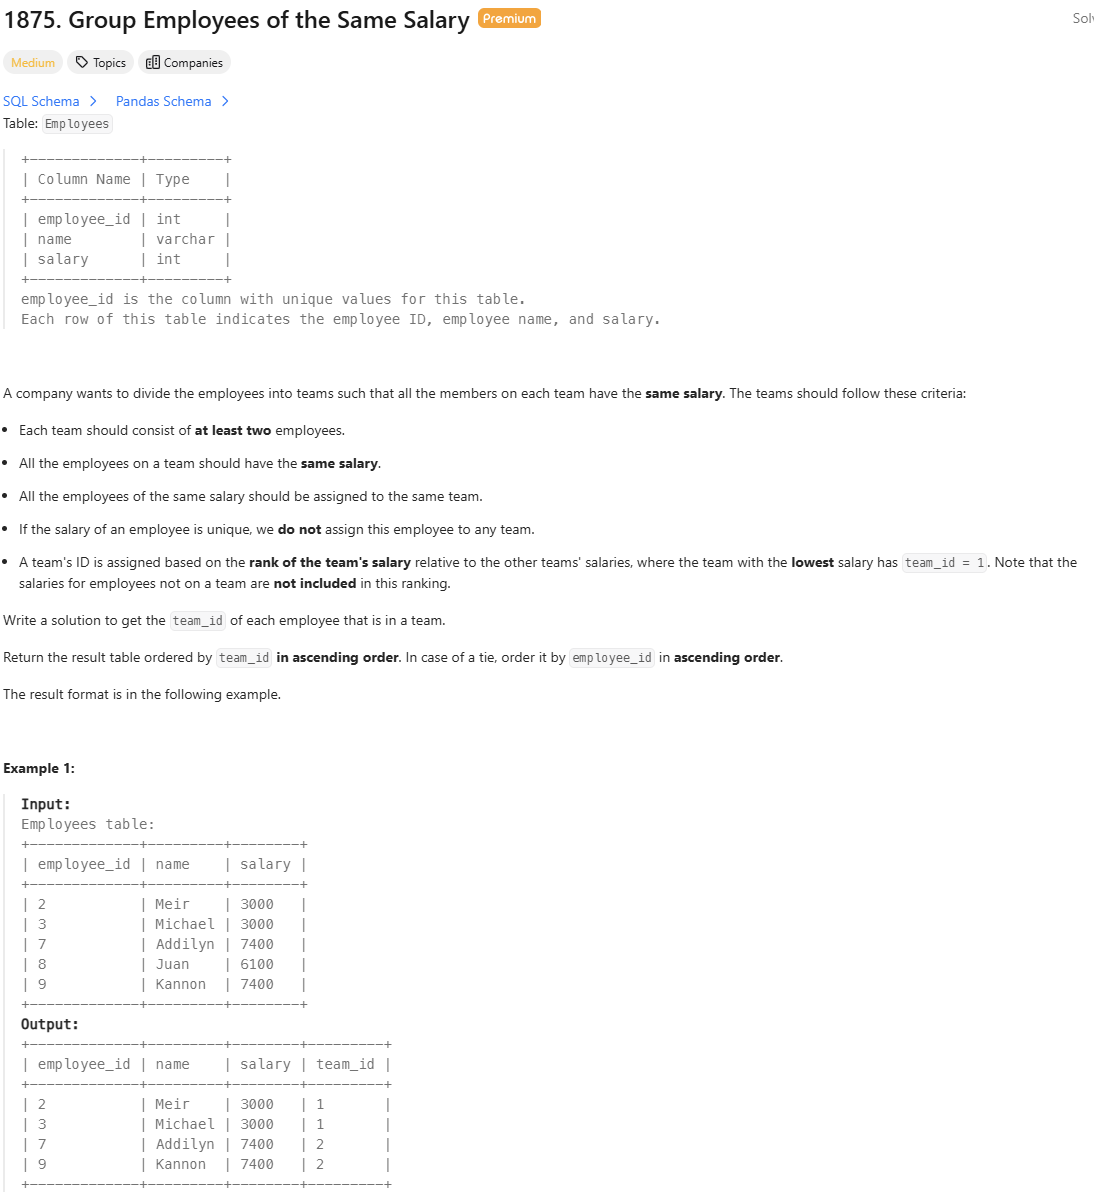 1875. Group Employees of the Same Salary Premium
Medium Topics Companies
SQL Schema Pandas Schema
Table: Employees
+-------------+---------+
| Column Name | Type    |
+-------------+---------+
| employee_id | int     |
| name        | varchar |
| salary      | int     |
+-------------+---------+
employee_id is the column with unique values for this table.
Each row of this table indicates the employee ID, employee name, and salary.
A company wants to divide the employees into teams such that all the members on each team have the same salary. The teams should follow these criteria:
• Each team should consist of at least two employees.
• All the employees on a team should have the same salary.
• All the employees of the same salary should be assigned to the same team.
• If the salary of an employee is unique, we do not assign this employee to any team.
• A team's ID is assigned based on the rank of the team's salary relative to the other teams' salaries, where the team with the lowest salary has team_id = 1. Note that the
salaries for employees not on a team are not included in this ranking.
Write a solution to get the team_id of each employee that is in a team.
Return the result table ordered by team_id in ascending order. In case of a tie, order it by employee_id in ascending order.
The result format is in the following example.
Example 1:
Input:
Employees table:
+-------------+---------+--------+
| employee_id | name    | salary |
+-------------+---------+--------+
| 2           | Meir    | 3000   |
| 3           | Michael | 3000   |
| 7           | Addilyn | 7400   |
| 8           | Juan    | 6100   |
| 9           | Kannon  | 7400   |
+-------------+---------+--------+
Output:
+-------------+---------+--------+---------+
| employee_id | name    | salary | team_id |
+-------------+---------+--------+---------+
| 2           | Meir    | 3000   | 1       |
| 3           | Michael | 3000   | 1       |
| 7           | Addilyn | 7400   | 2       |
| 9           | Kannon  | 7400   | 2       |
+-------------+---------+--------+---------+